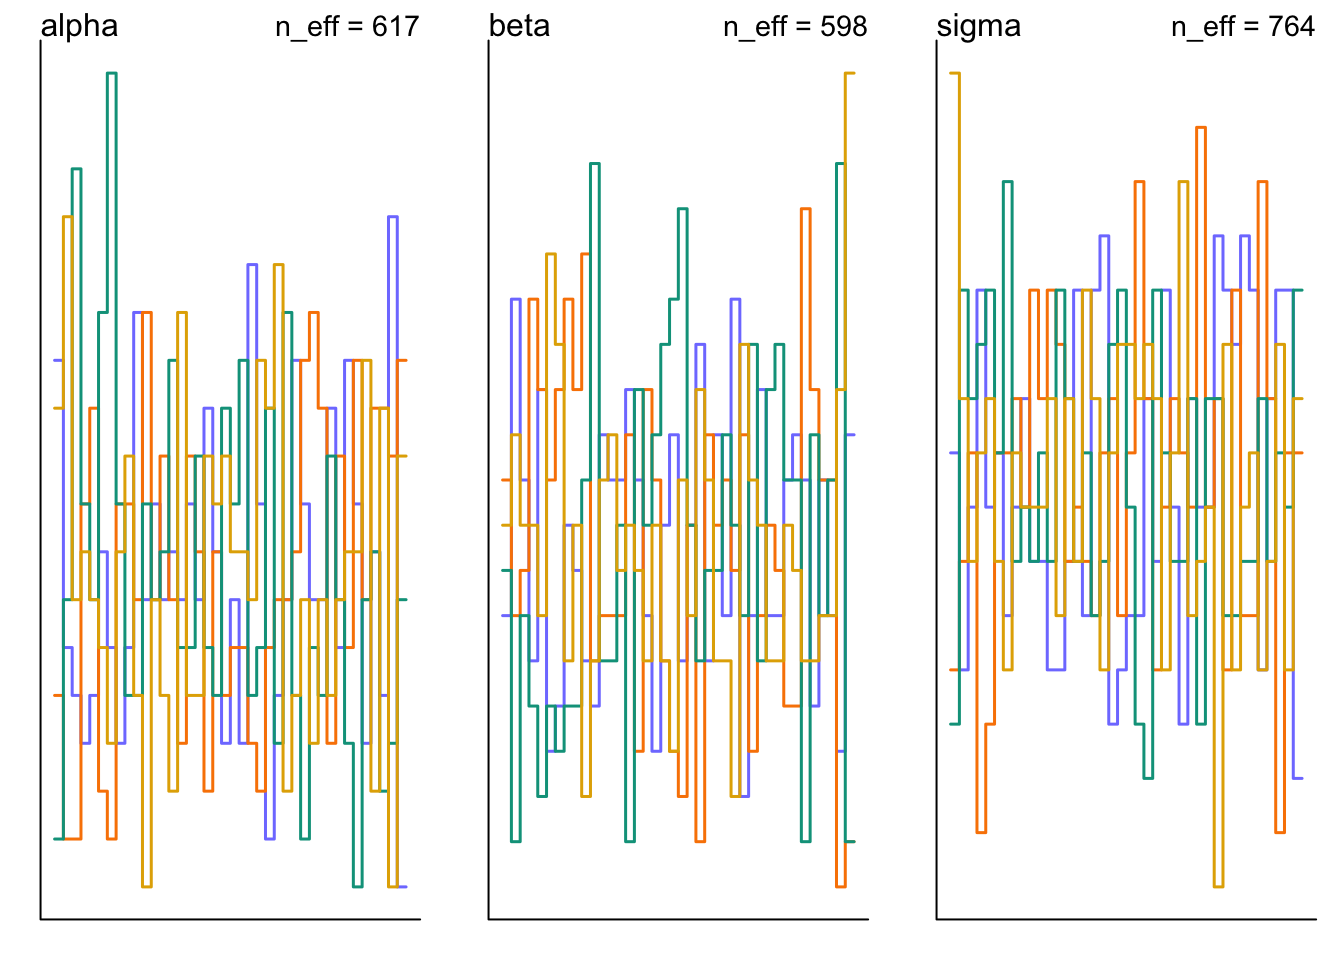 alpha n_eff = 617
beta n_eff = 598
sigma n_eff = 764